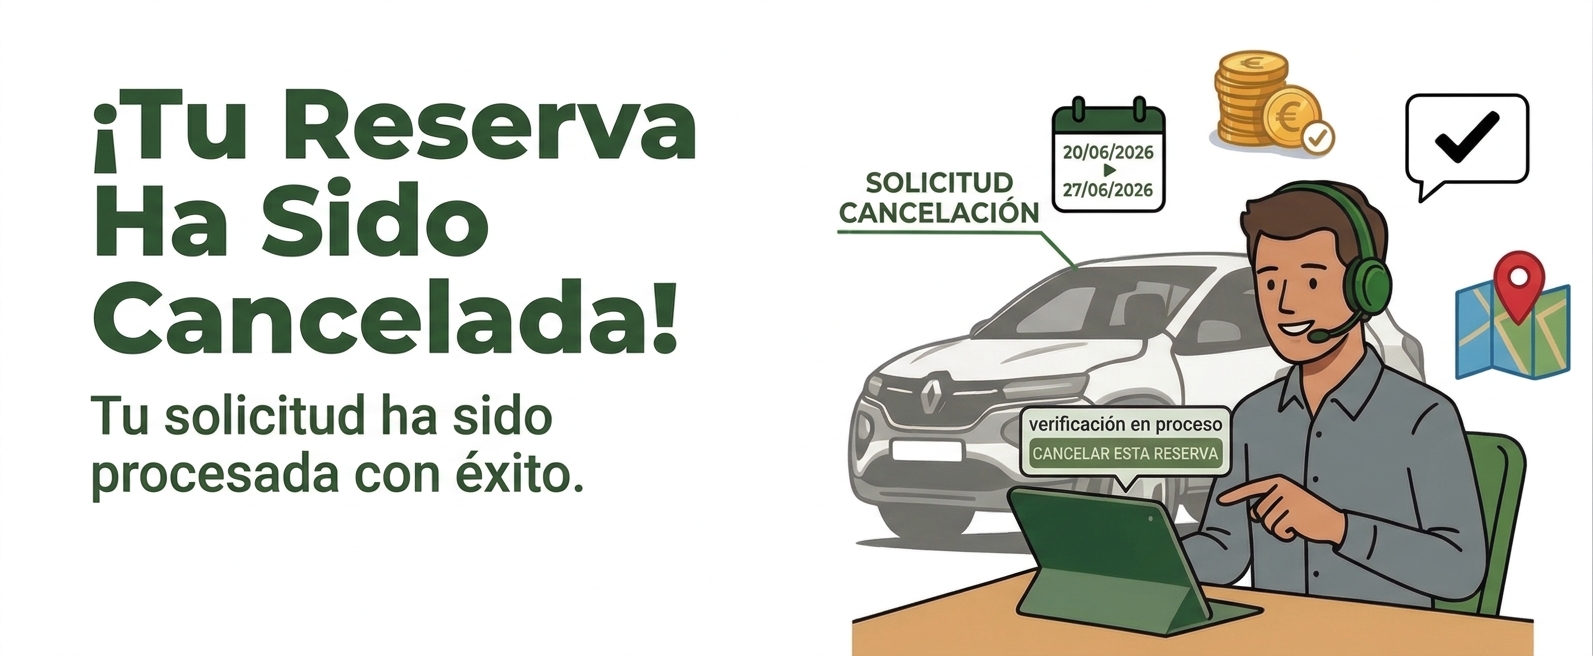 ¡Tu Reserva
Ha Sido
Cancelada!
Tu solicitud ha sido
procesada con éxito.
SOLICITUD
CANCELACIÓN
20/06/2026
27/06/2026
€
€
verificación en proceso
CANCELAR ESTA RESERVA